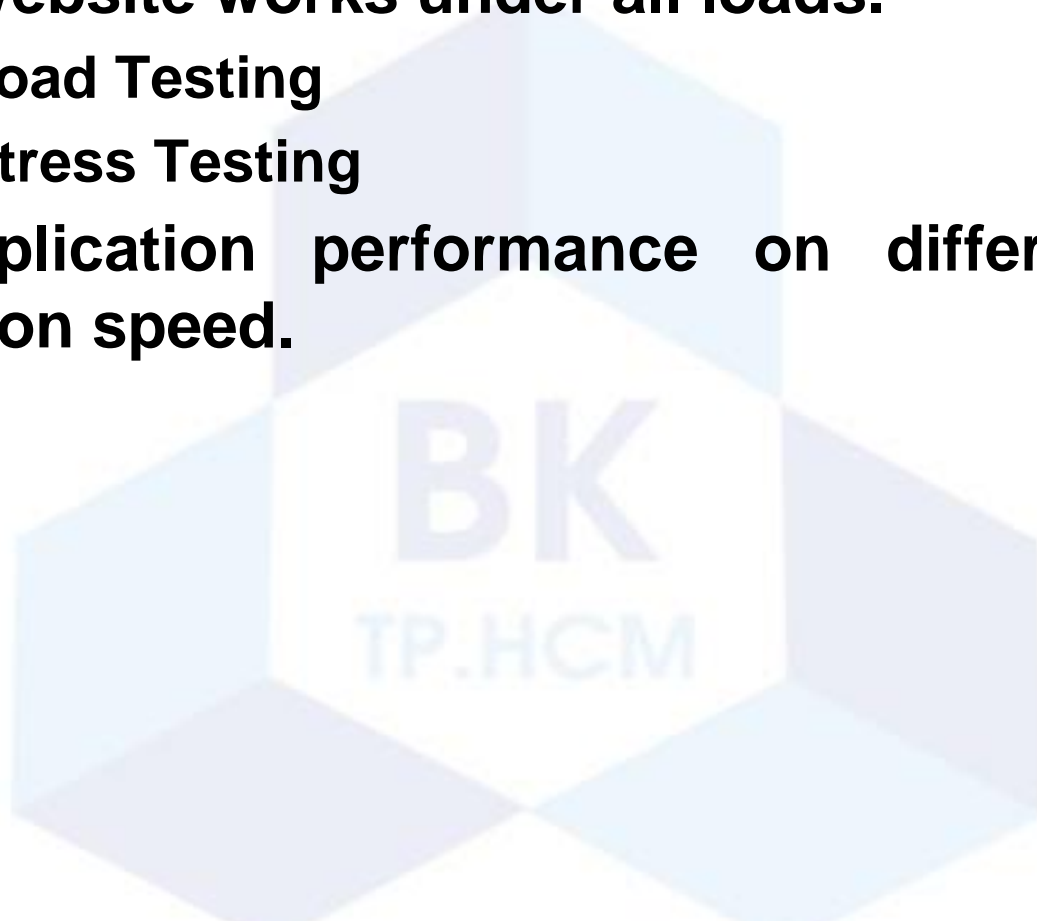 ebsite works under all loads.
oad Testing
tress Testing
plication performance on differ
on speed.
BK
TP.HCM